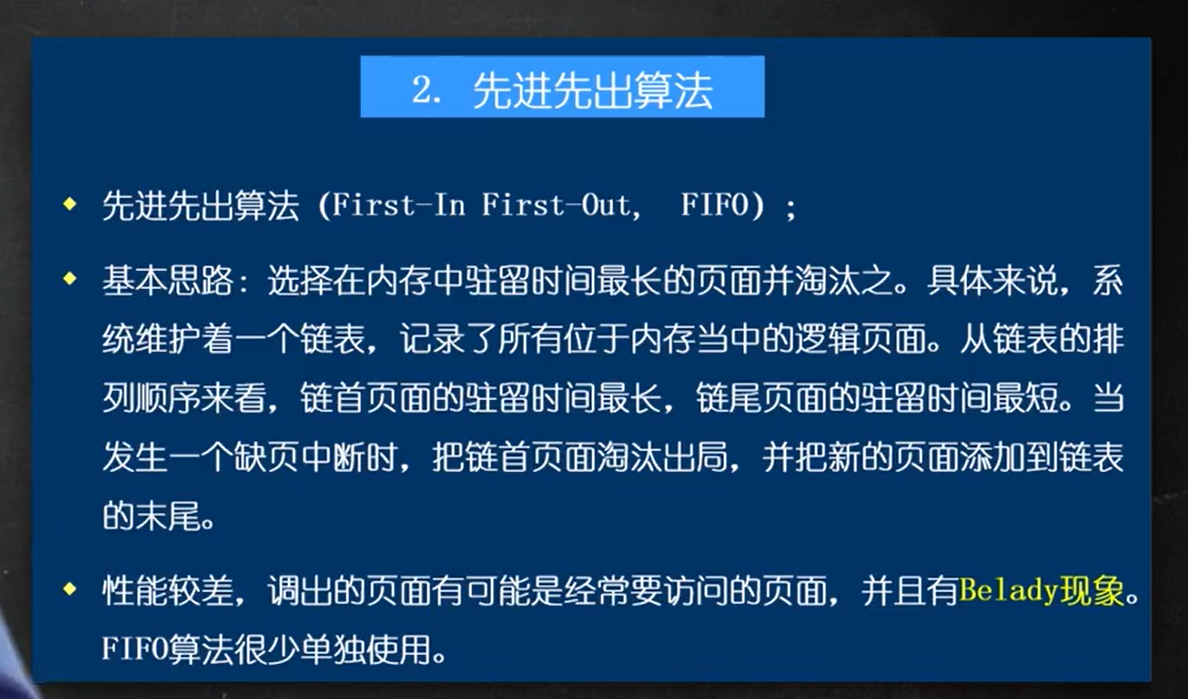 2. 先进先出算法
先进先出算法（First-In First-Out, FIFO）；
基本思路：选择在内存中驻留时间最长的页面并淘汰之。具体来说，系
统维护着一个链表，记录了所有位于内存当中的逻辑页面。从链表的排
列顺序来看，链首页面的驻留时间最长，链尾页面的驻留时间最短。当
发生一个缺页中断时，把链首页面淘汰出局，并把新的页面添加到链表
的末尾。
性能较差，调出的页面有可能是经常要访问的页面，并且有Belady现象。
FIFO算法很少单独使用。